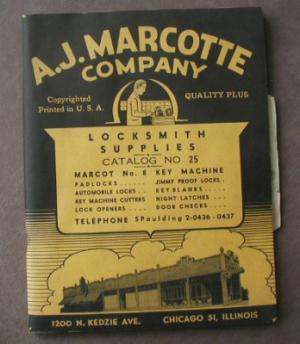 A.J. MARCOTTE
COMPANY
Copyrighted
Printed in U. S. A.
QUALITY PLUS
LOCKSMITH
SUPPLIES
CATALOG NO 25
MARCOT No. 8 KEY MACHINE
PADLOCKS......
AUTOMOBILE LOCKS...
KEY MACHINE CUTTERS
LOCK OPENERS....
JIMMY PROOF LOCKS..
KEY BLANKS.....
NIGHT LATCHES...
DOOR CHECKS....
TELEPHONE SPaulding 2-0436-0437
1200 N. KEDZIE AVE. CHICAGO 51, ILLINOIS